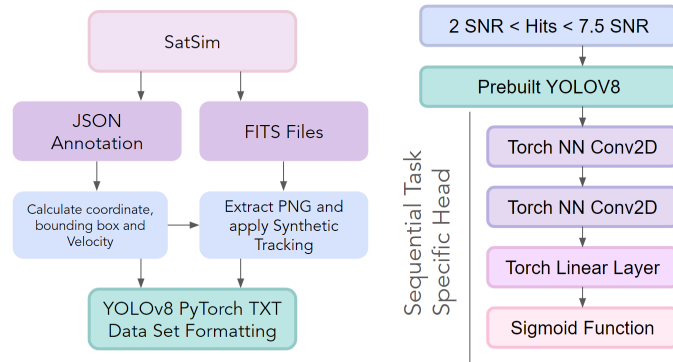 SatSim
JSON
Annotation
FITS Files
Calculate coordinate,
bounding box and
Velocity
Extract PNG and
apply Synthetic
Tracking
YOLOv8 PyTorch TXT
Data Set Formatting
2 SNR < Hits < 7.5 SNR
Prebuilt YOLOV8
Sequential Task
Specific Head
Torch NN Conv2D
Torch NN Conv2D
Torch Linear Layer
Sigmoid Function